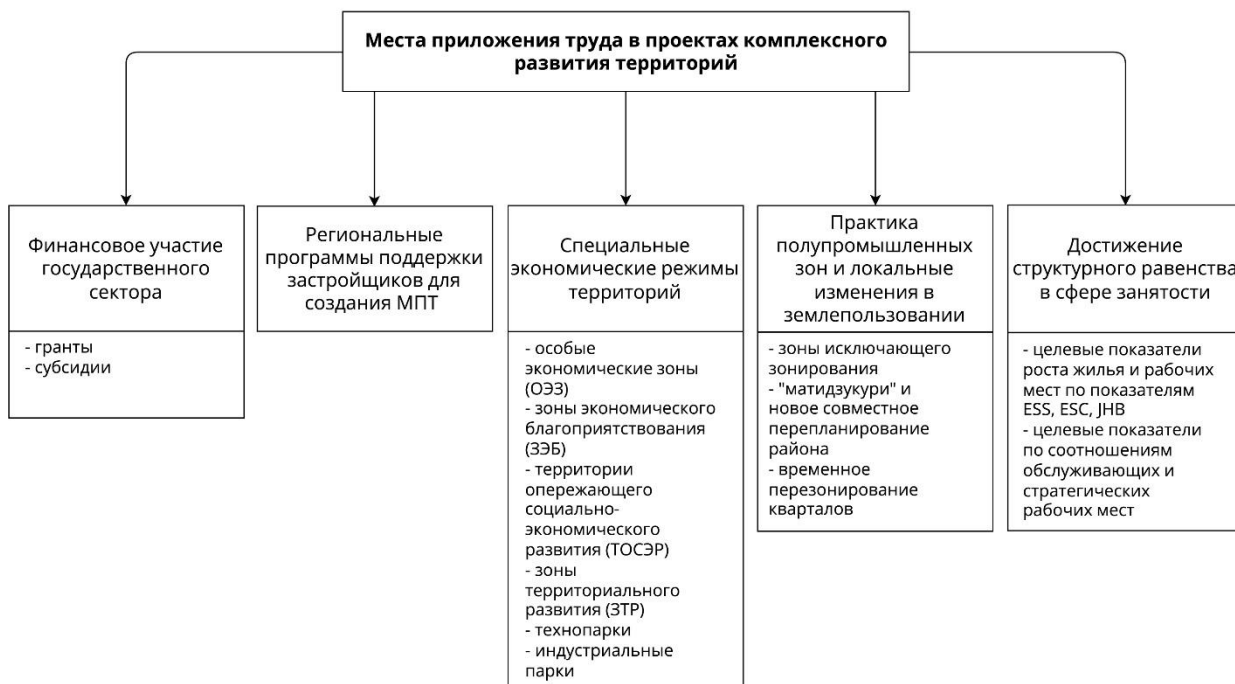 Места приложения труда в проектах комплексного
развития территорий
Финансовое участие
государственного
сектора
- гранты
- субсидии
Региональные
программы поддержки
застройщиков для
создания МПТ
Специальные
экономические режимы
территорий
- особые
экономические зоны
(ОЭЗ)
- зоны экономического
благоприятствования
(ЗЭБ)
- территории
опережающего
социально-
экономического
развития (ТОСЭР)
- зоны
территориального
развития (ЗТР)
- технопарки
- индустриальные
парки
Практика
полупромышленных
зон и локальные
изменения в
землепользовании
- зоны исключающего
зонирования
- "матидзукури" и
новое совместное
перепланирование
района
- временное
перезонирование
кварталов
Достижение
структурного равенства
в сфере занятости
- целевые показатели
роста жилья и рабочих
мест по показателям
ESS, ESC, JHB
- целевые показатели
по соотношениям
обслуживающих и
стратегических
рабочих мест